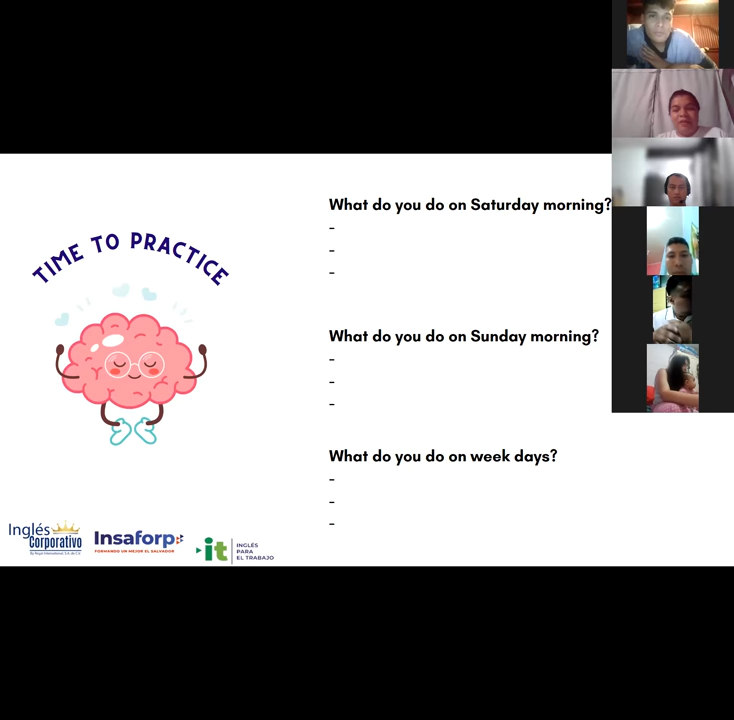 TIME TO PRACTICE
What do you do on Saturday morning?
-
-
-
What do you do on Sunday morning?
-
-
-
What do you do on week days?
-
-
-
Inglés
Corporativo
Insaforp
FORMANDO UN MEJOR EL SALVADOR
it
INGLÉS
PARA
EL TRABAJO